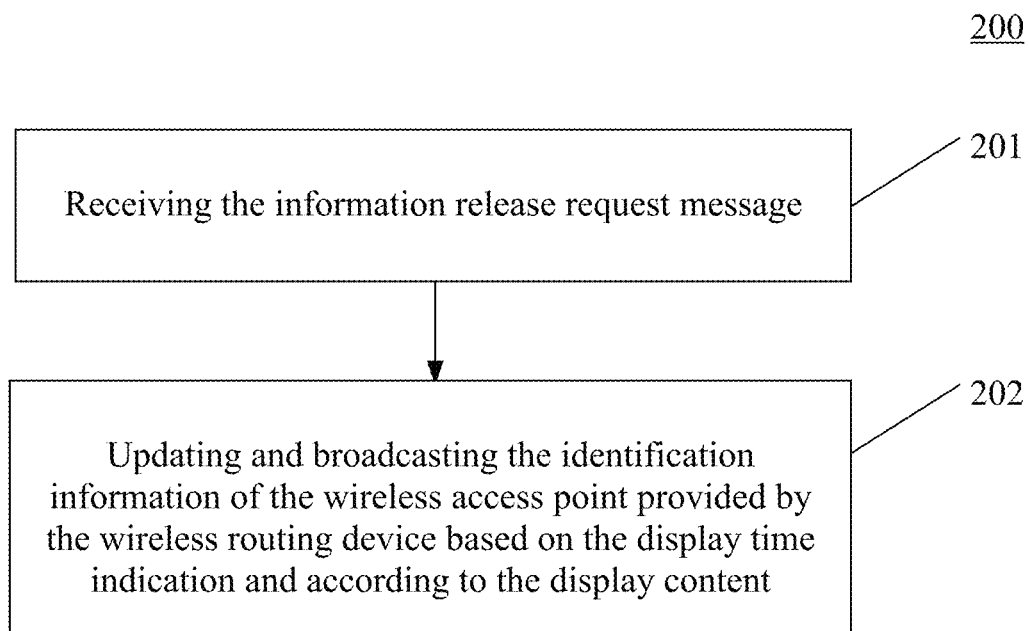 200
201
Receiving the information release request message
202
Updating and broadcasting the identification
information of the wireless access point provided by
the wireless routing device based on the display time
indication and according to the display content